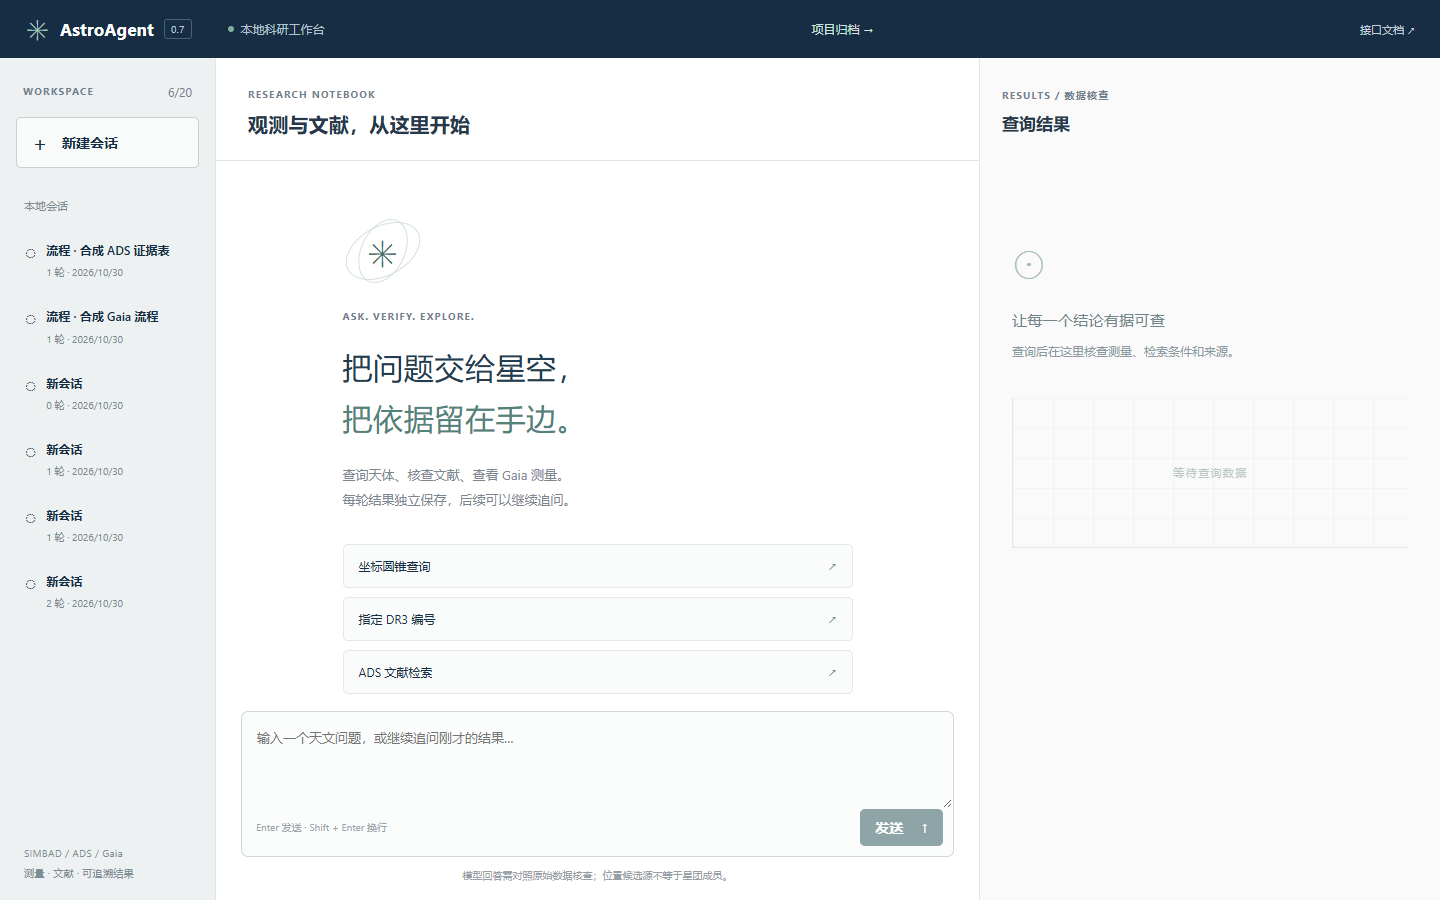 AstroAgent 0.7
本地科研工作台
项目归档 →
接口文档 ↗
WORKSPACE 6/20
+ 新建会话
本地会话
流程 · 合成 ADS 证据表
1 轮 · 2026/10/30
流程 · 合成 Gaia 流程
1 轮 · 2026/10/30
新会话
0 轮 · 2026/10/30
新会话
1 轮 · 2026/10/30
新会话
1 轮 · 2026/10/30
新会话
2 轮 · 2026/10/30
SIMBAD / ADS / Gaia
测量 · 文献 · 可追溯结果
RESEARCH NOTEBOOK
观测与文献，从这里开始
ASK. VERIFY. EXPLORE.
把问题交给星空，
把依据留在手边。
查询天体、核查文献、查看 Gaia 测量。
每轮结果独立保存，后续可以继续追问。
坐标圆锥查询 ↗
指定 DR3 编号 ↗
ADS 文献检索 ↗
输入一个天文问题，或继续追问刚才的结果...
Enter 发送 · Shift + Enter 换行
发送 ↑
模型回答需对照原始数据核查；位置候选源不等于星团成员。
RESULTS / 数据核查
查询结果
让每一个结论有据可查
查询后在这里核查测量、检索条件和来源。
等待查询数据